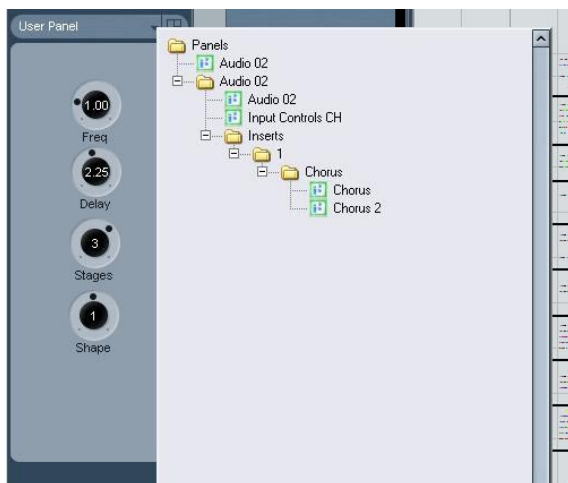 User Panel
1.00
Freq
2.25
Delay
3
Stages
1
Shape
Panels
Audio 02
Audio 02
Audio 02
Input Controls CH
Inserts
1
Chorus
Chorus
Chorus 2